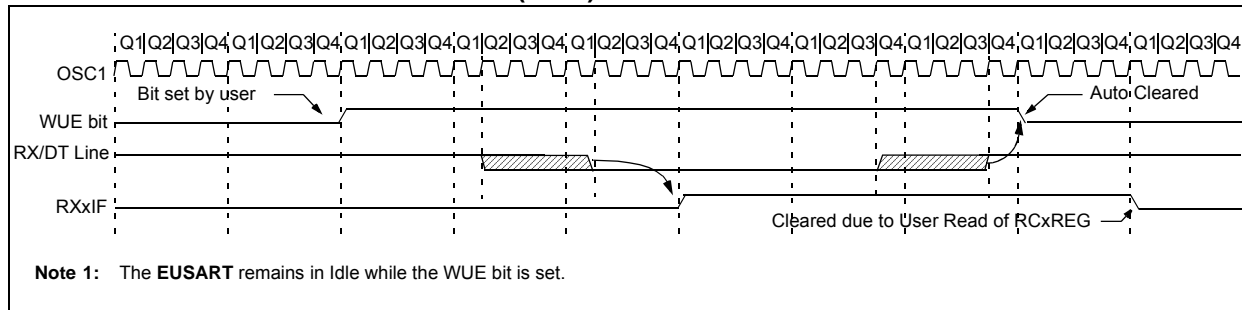 Q1|Q2|Q3|Q4|Q1|Q2|Q3|Q4|Q1|Q2|Q3|Q4|Q1|Q2|Q3|Q4|Q1|Q2|Q3|Q4|Q1|Q2|Q3|Q4|Q1|Q2|Q3|Q4|Q1|Q2|Q3|Q4|Q1|Q2|Q3|Q4|Q1|Q2|Q3|Q4
OSC1
Bit set by user
Auto Cleared
WUE bit
RX/DT Line
RXxIF
Cleared due to User Read of RCxREG
Note 1: The EUSART remains in Idle while the WUE bit is set.